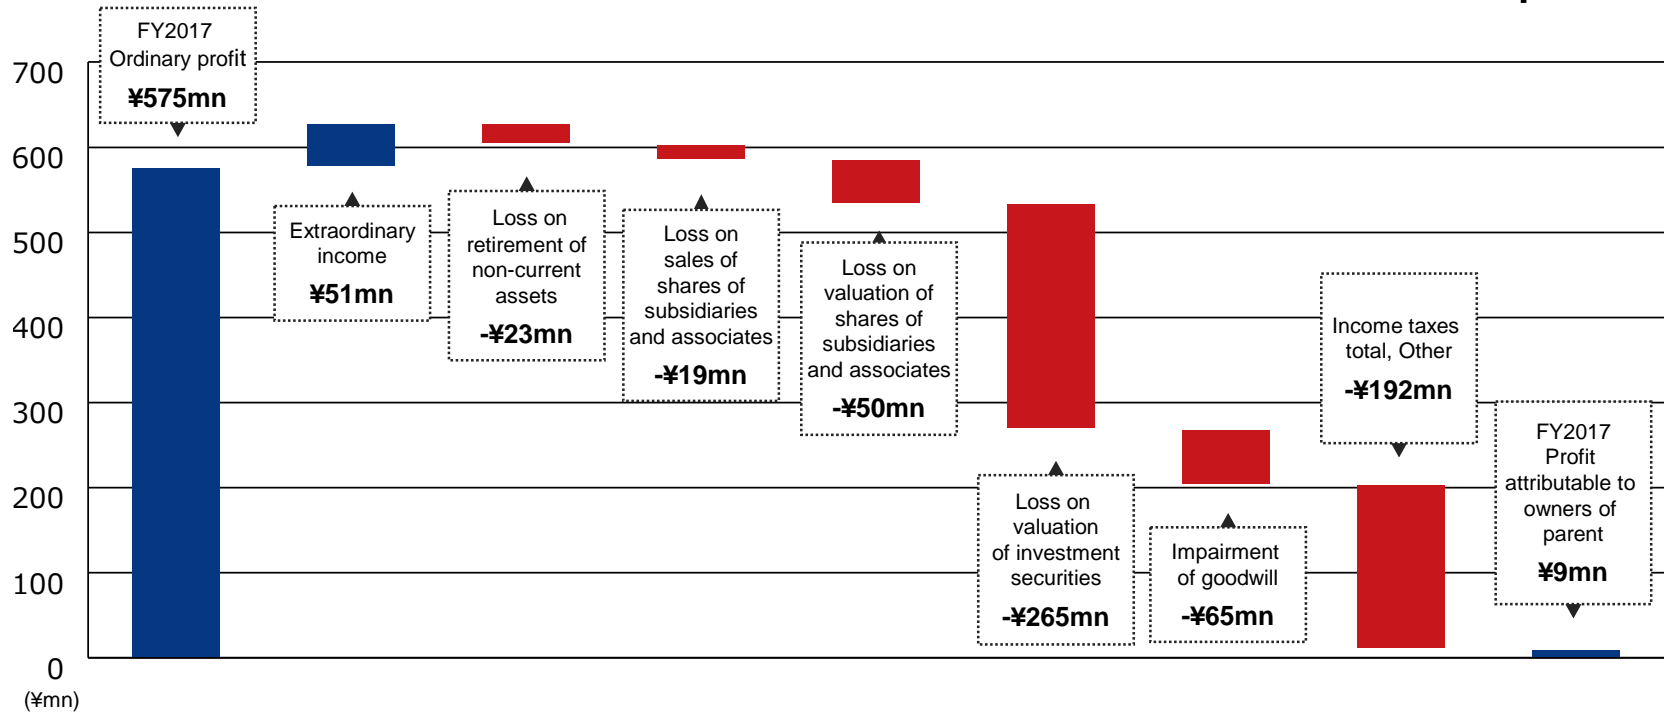 FY2017
Ordinary profit
¥575mn
700
600
500
400
300
200
100
0
(¥mn)
Extraordinary
income
¥51mn
Loss on
retirement of
non-current
assets
-¥23mn
Loss on
sales of
shares of
subsidiaries
and associates
-¥19mn
Loss on
valuation of
shares of
subsidiaries
and associates
-¥50mn
Loss on
valuation
of investment
securities
-¥265mn
Impairment
of goodwill
-¥65mn
Income taxes
total, Other
-¥192mn
FY2017
Profit
attributable to
owners of
parent
¥9mn